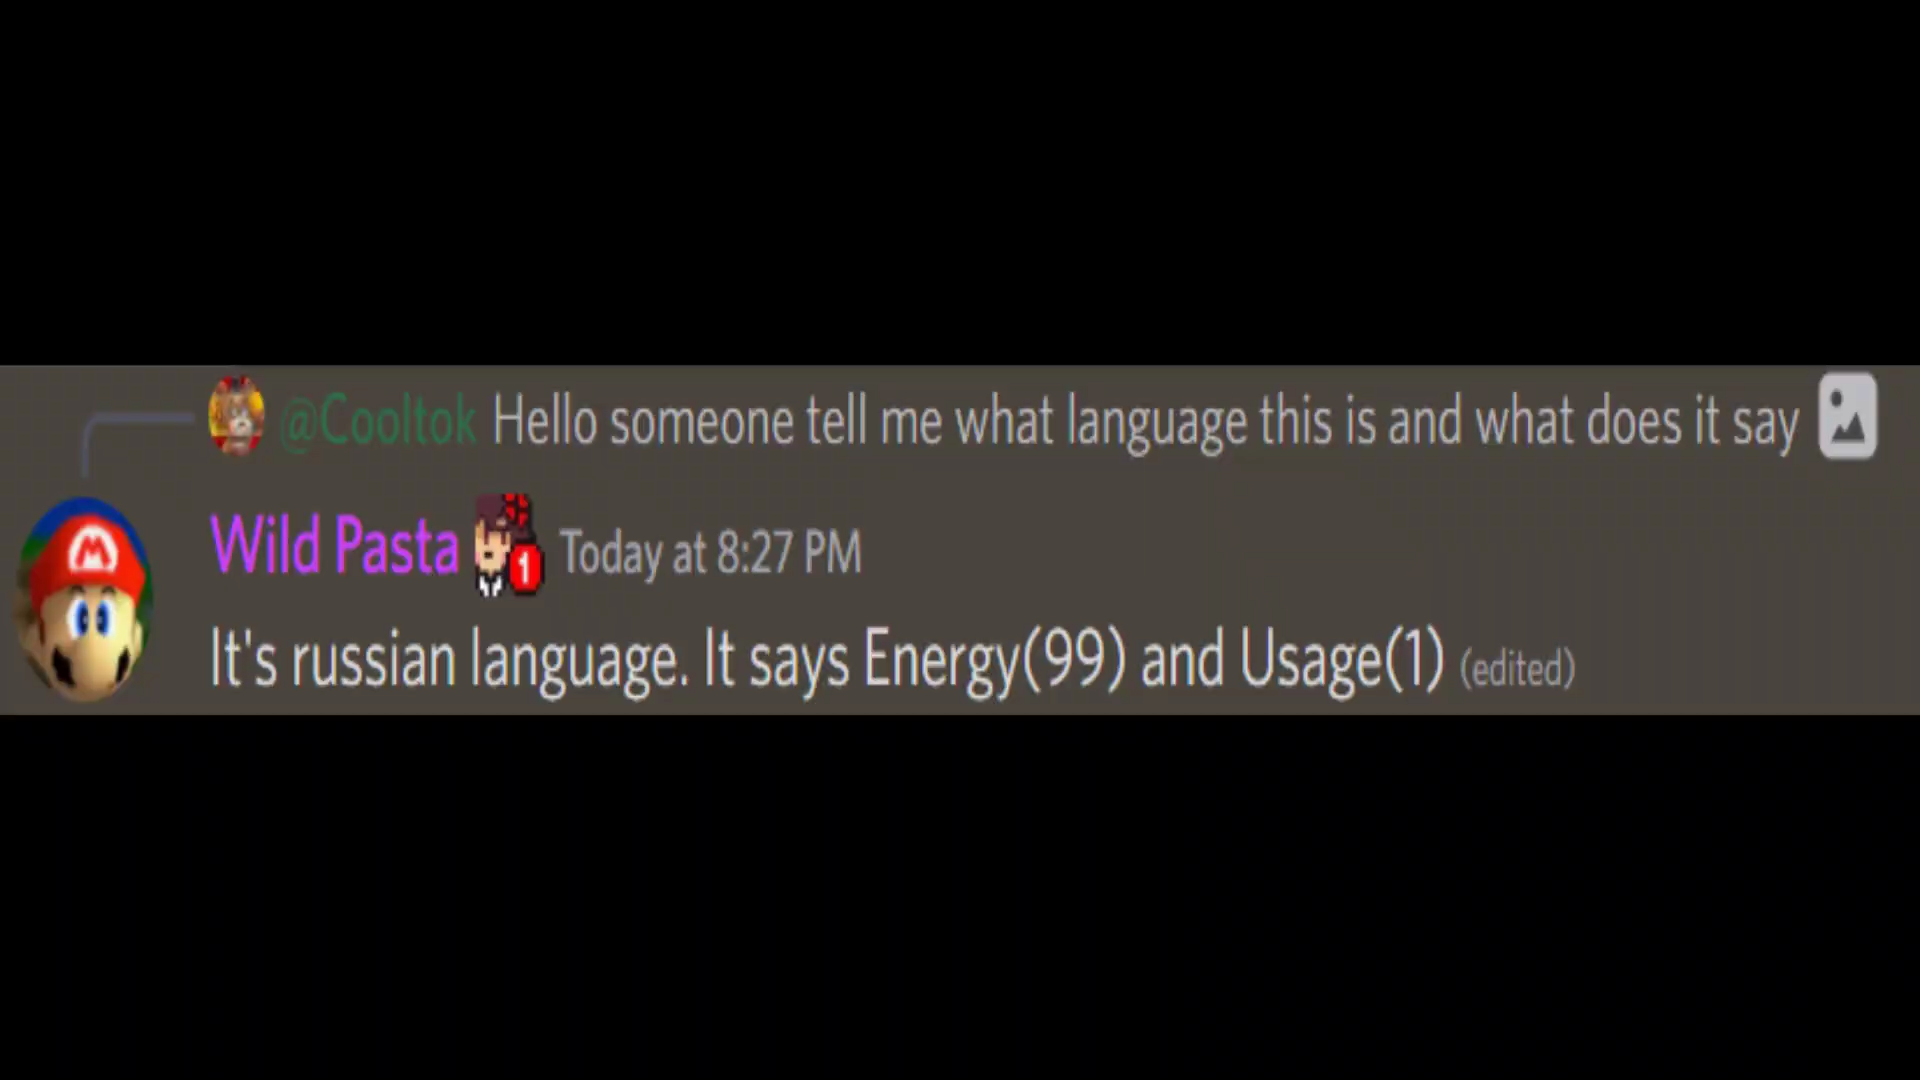 @Cooltok Hello someone tell me what language this is and what does it say
Wild Pasta 1 Today at 8:27 PM
It's russian language. It says Energy(99) and Usage(1) (edited)